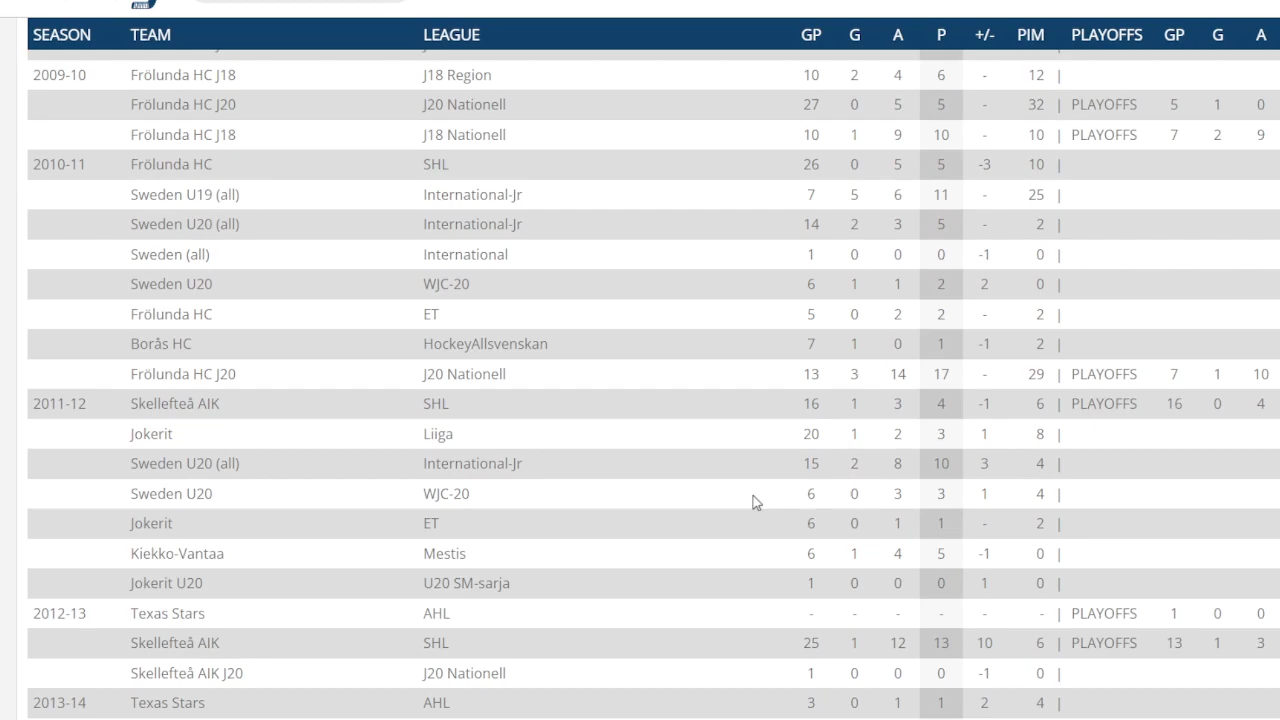 SEASON TEAM LEAGUE GP G A P +/- PIM PLAYOFFS GP G A
2009-10 Frölunda HC J18 J18 Region 10 2 4 6 - 12 |
Frölunda HC J20 J20 Nationell 27 0 5 5 - 32 | PLAYOFFS 5 1 0
Frölunda HC J18 J18 Nationell 10 1 9 10 - 10 | PLAYOFFS 7 2 9
2010-11 Frölunda HC SHL 26 0 5 5 -3 10 |
Sweden U19 (all) International-Jr 7 5 6 11 - 25 |
Sweden U20 (all) International-Jr 14 2 3 5 - 2 |
Sweden (all) International 1 0 0 0 -1 0 |
Sweden U20 WJC-20 6 1 1 2 2 0 |
Frölunda HC ET 5 0 2 2 - 2 |
Borås HC HockeyAllsvenskan 7 1 0 1 -1 2 |
Frölunda HC J20 J20 Nationell 13 3 14 17 - 29 | PLAYOFFS 7 1 10
2011-12 Skellefteå AIK SHL 16 1 3 4 -1 6 | PLAYOFFS 16 0 4
Jokerit Liiga 20 1 2 3 1 8 |
Sweden U20 (all) International-Jr 15 2 8 10 3 4 |
Sweden U20 WJC-20 6 0 3 3 1 4 |
Jokerit ET 6 0 1 1 - 2 |
Kiekko-Vantaa Mestis 6 1 4 5 -1 0 |
Jokerit U20 U20 SM-sarja 1 0 0 0 1 0 |
2012-13 Texas Stars AHL - - - - - - | PLAYOFFS 1 0 0
Skellefteå AIK SHL 25 1 12 13 10 6 | PLAYOFFS 13 1 3
Skellefteå AIK J20 J20 Nationell 1 0 0 0 -1 0 |
2013-14 Texas Stars AHL 3 0 1 1 2 4 |